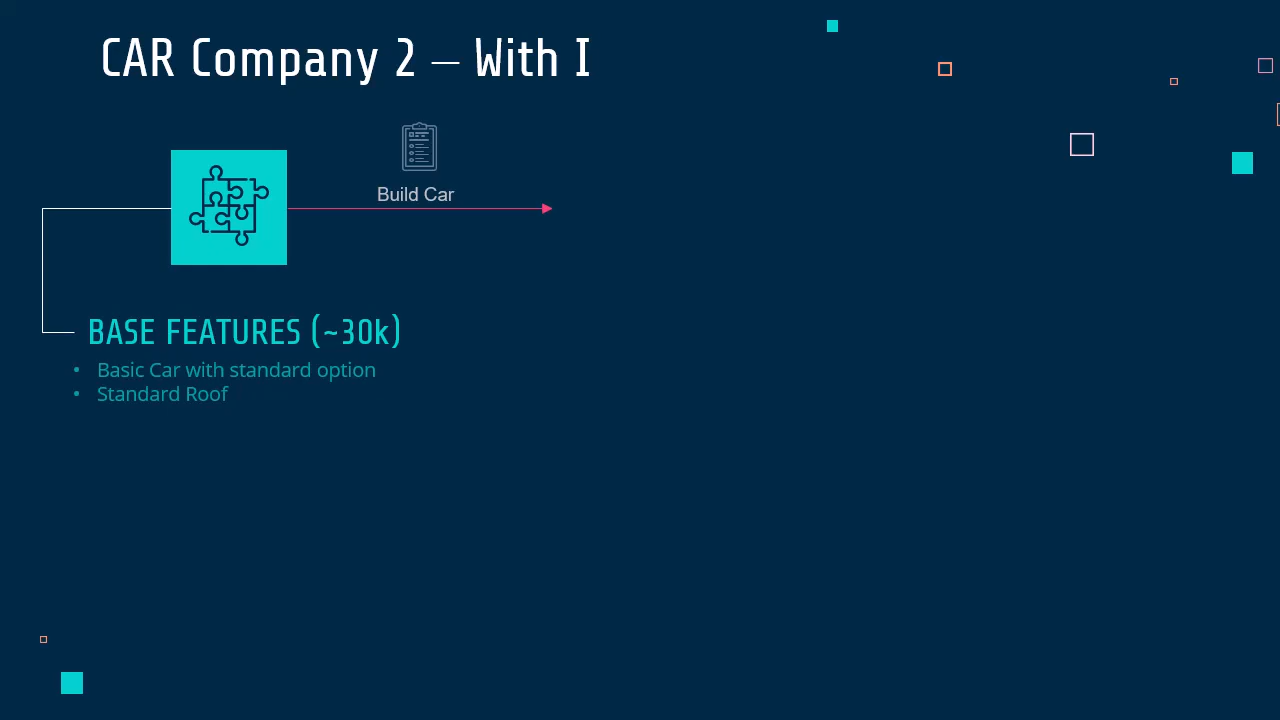 CAR Company 2 – With I
Build Car
BASE FEATURES (~30k)
• Basic Car with standard option
• Standard Roof